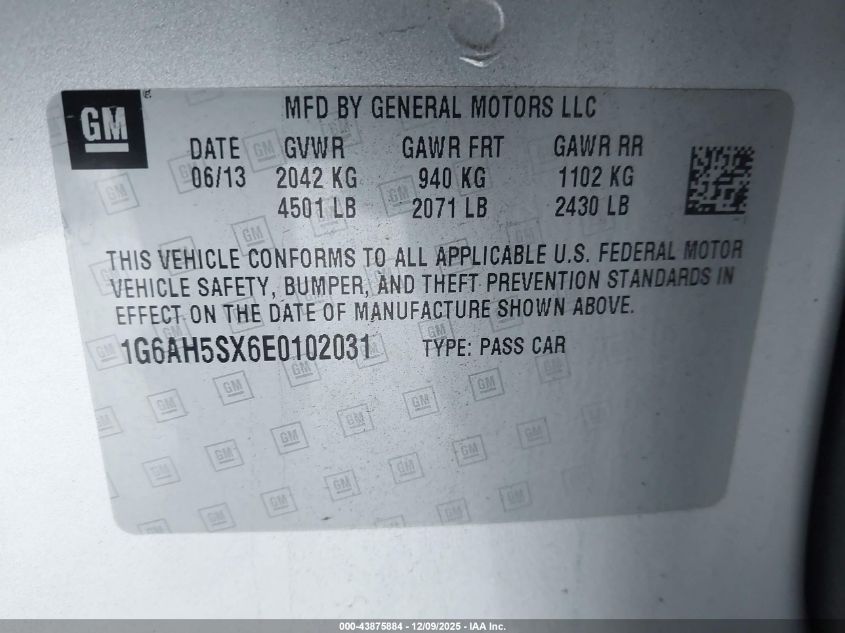 GM
MFD BY GENERAL MOTORS LLC
DATE GVWR GAWR FRT GAWR RR
06/13 2042 KG 940 KG 1102 KG
4501 LB 2071 LB 2430 LB
THIS VEHICLE CONFORMS TO ALL APPLICABLE U.S. FEDERAL MOTOR
VEHICLE SAFETY, BUMPER, AND THEFT PREVENTION STANDARDS IN
EFFECT ON THE DATE OF MANUFACTURE SHOWN ABOVE.
1G6AH5SX6E0102031 TYPE: PASS CAR
000-43875884 - 12/09/2025 - IAA Inc.